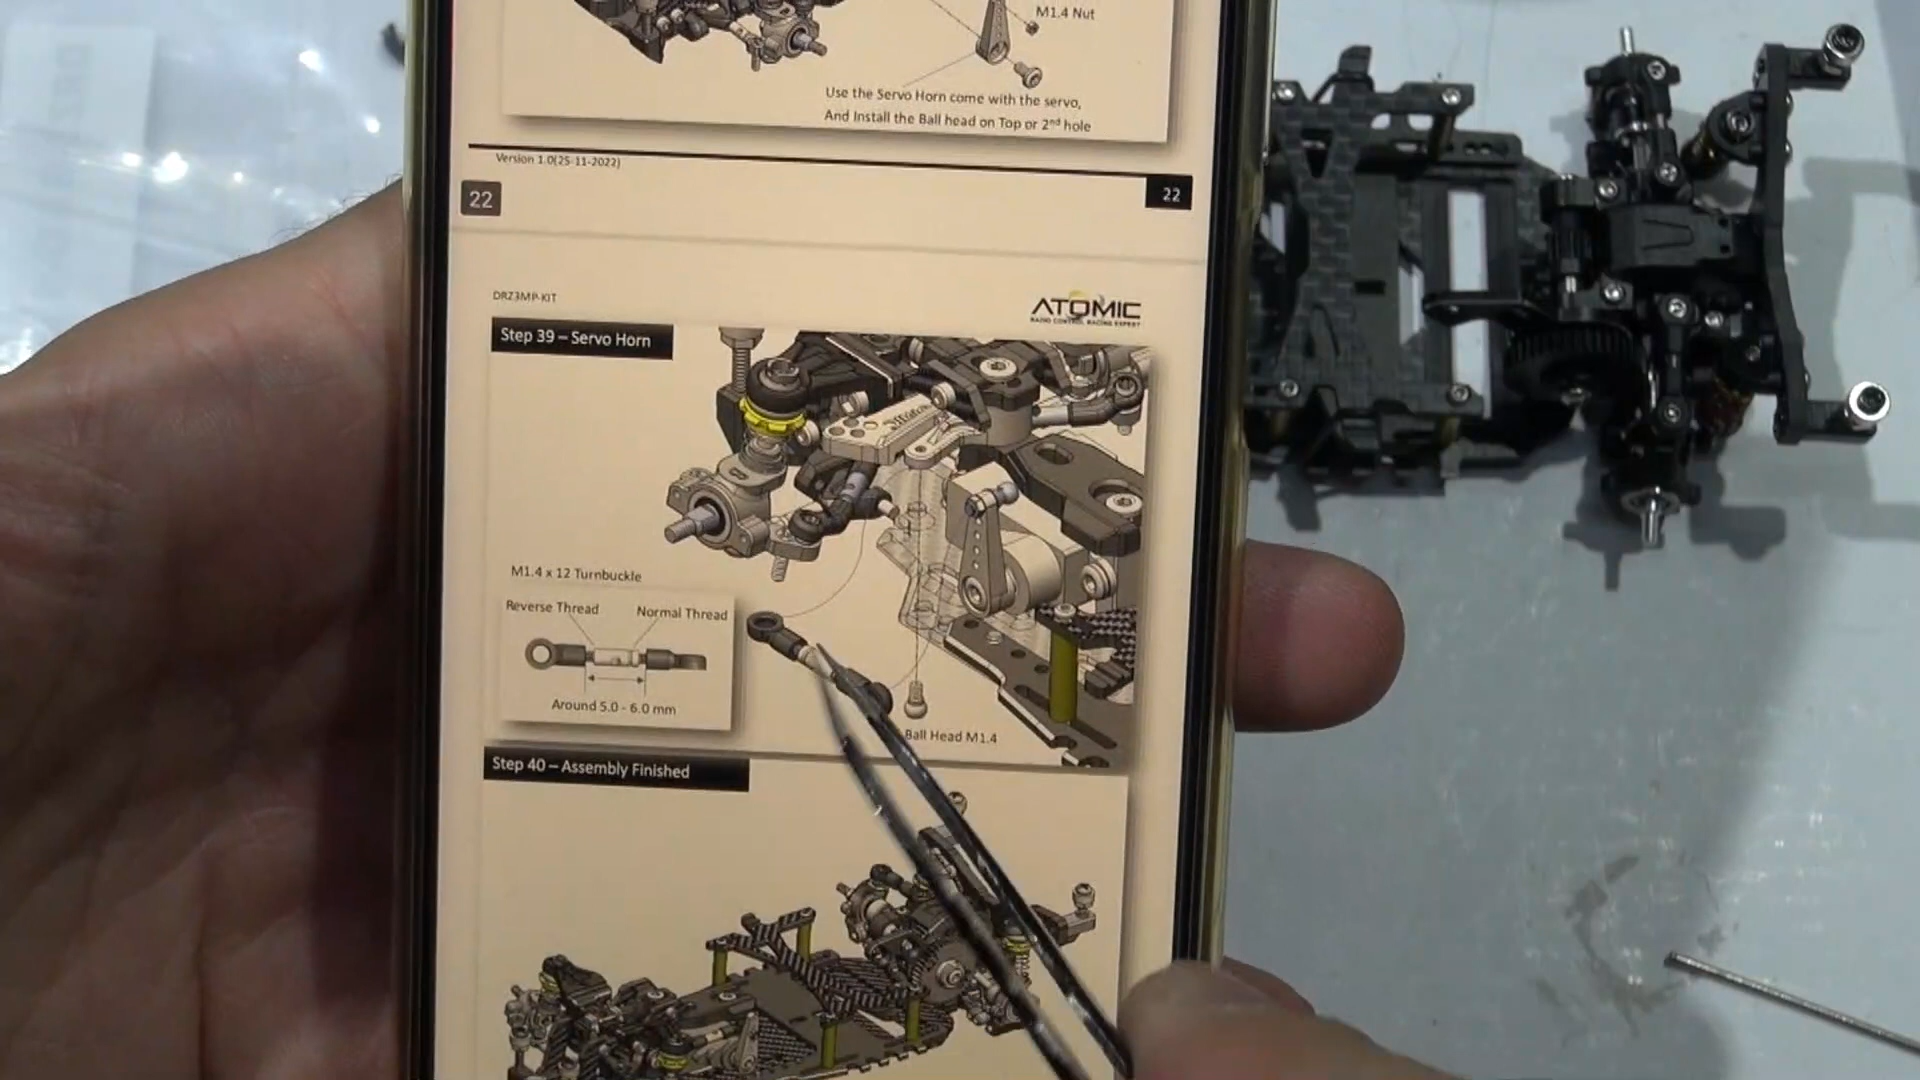 M1.4 Nut
Use the Servo Horn come with the servo,
And Install the Ball head on Top or 2nd hole
Version 1.0(25-11-2022)
22
22
DRZ3MP-KIT
ATOMIC
RADIO CONTROL RACING EXPERT
Step 39 – Servo Horn
M1.4 x 12 Turnbuckle
Reverse Thread
Normal Thread
Around 5.0 - 6.0 mm
Ball Head M1.4
Step 40 – Assembly Finished